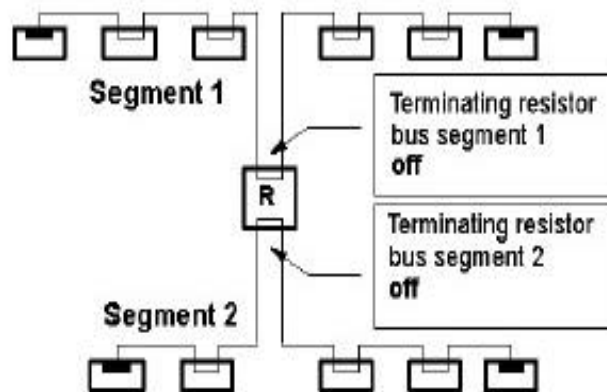 Segment 1
Terminating resistor
bus segment 1
off
R
Terminating resistor
bus segment 2
off
Segment 2